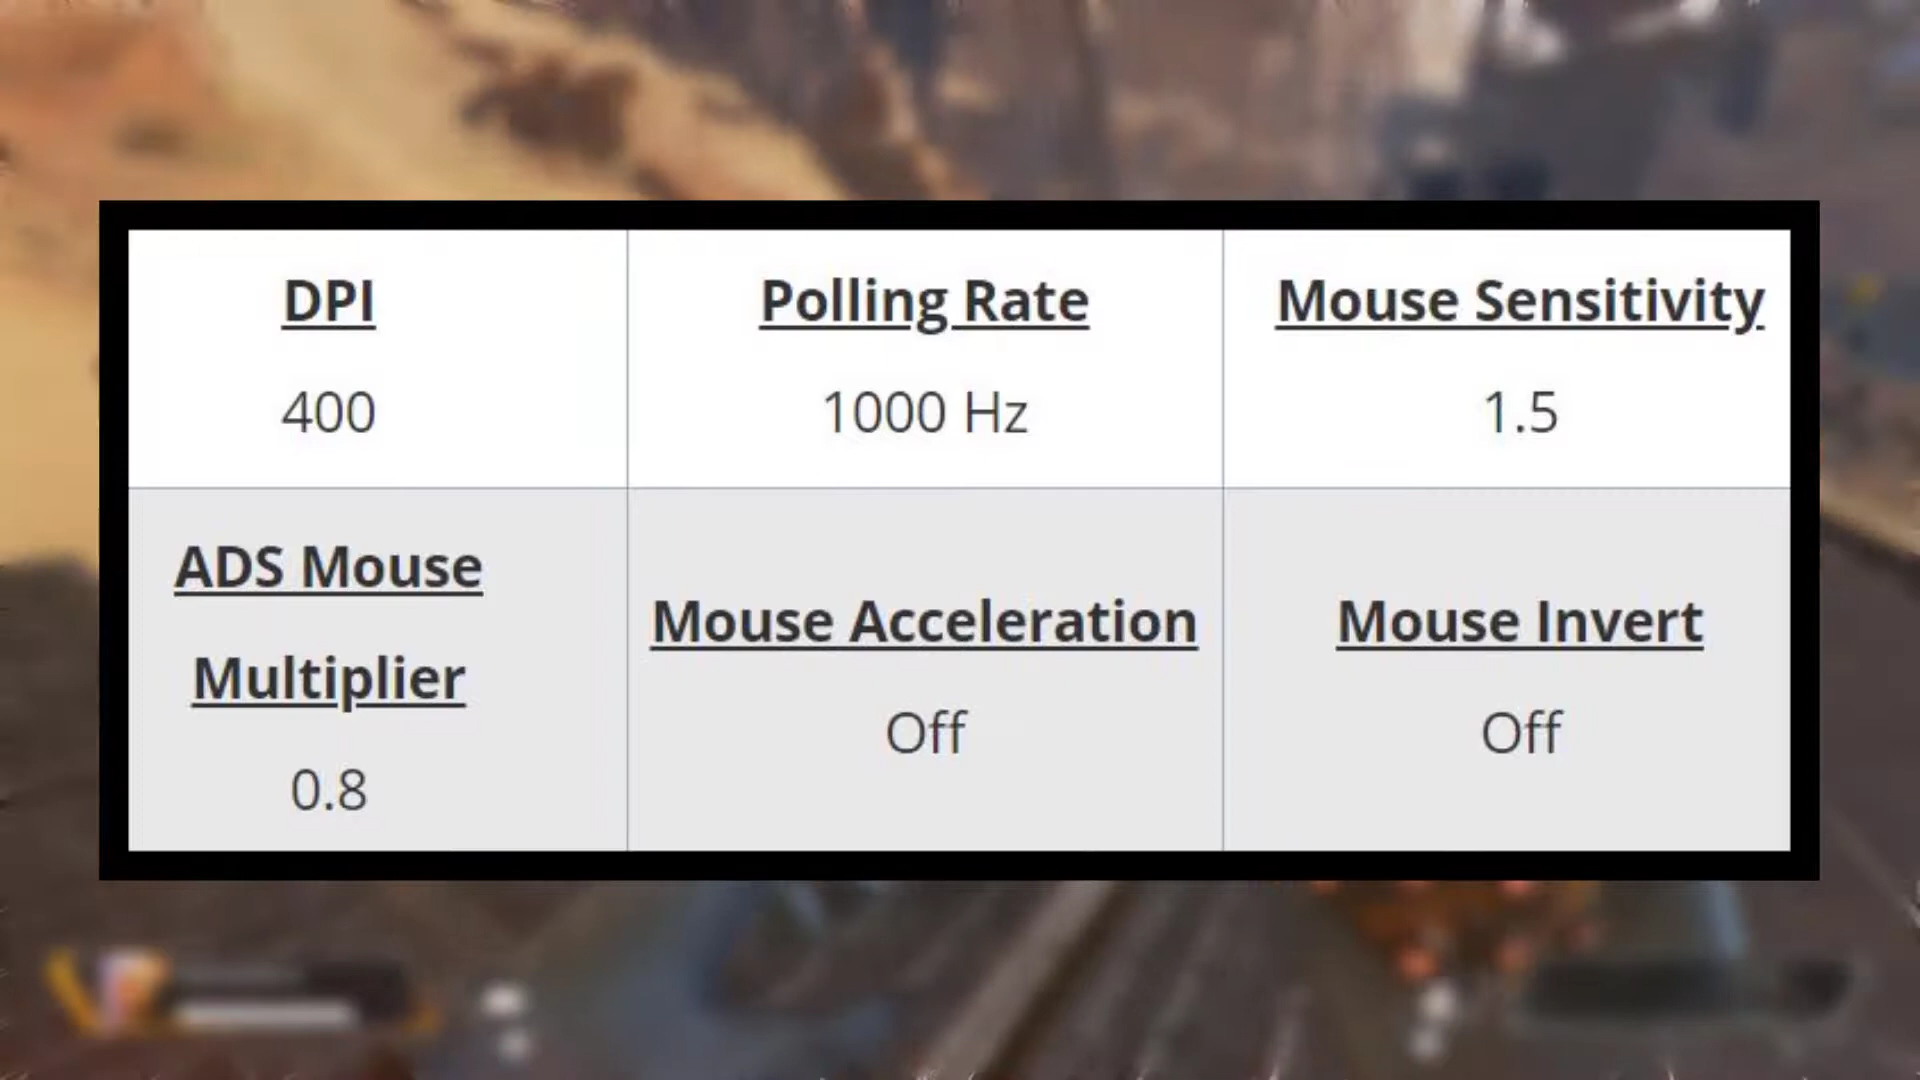 DPI
400
Polling Rate
1000 Hz
Mouse Sensitivity
1.5
ADS Mouse
Multiplier
0.8
Mouse Acceleration
Off
Mouse Invert
Off